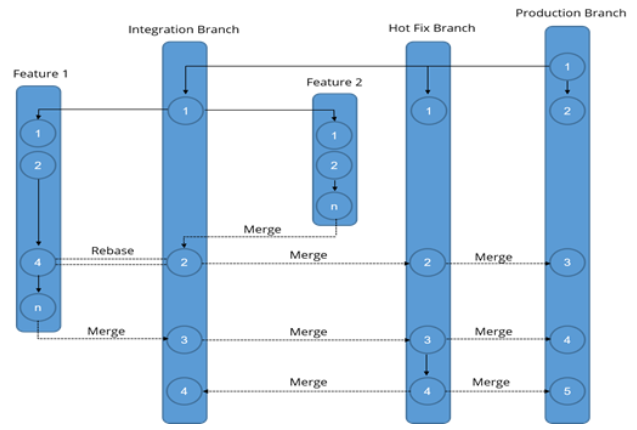 Production Branch
Integration Branch
Hot Fix Branch
Feature 1
Feature 2
1
1
1
2
1
1
2
2
n
Merge
Rebase
4
2
Merge
2
Merge
3
n
Merge
3
Merge
3
Merge
4
4
Merge
4
Merge
5